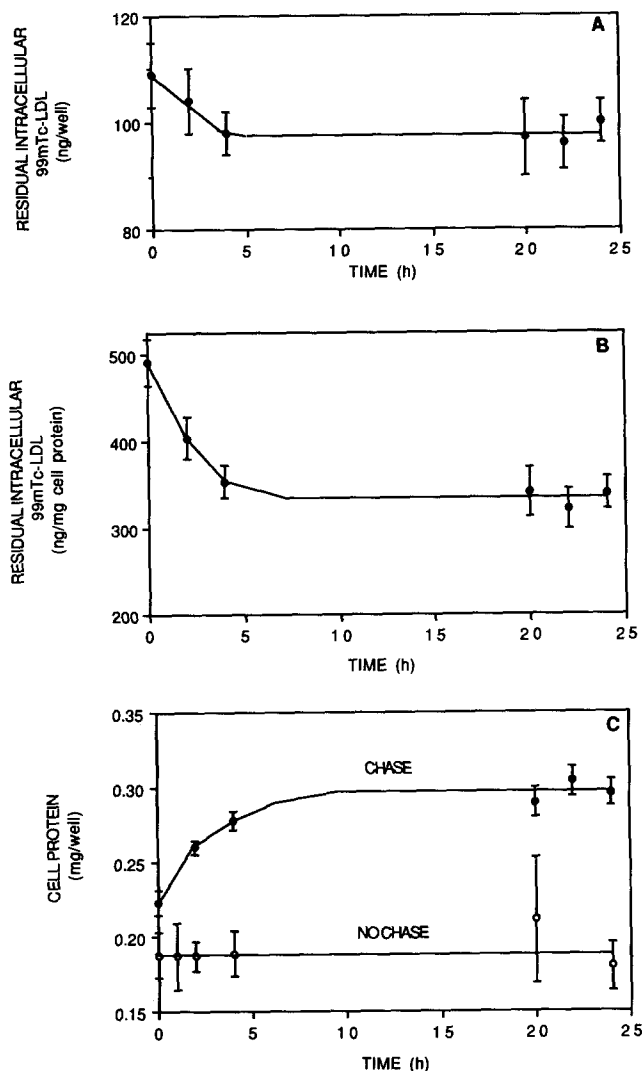 A
RESIDUAL INTRACELLULAR
99mTc-LDL
(ng/well)
120
100
80
0 5 10 15 20 25
TIME (h)
B
RESIDUAL INTRACELLULAR
99mTc-LDL
(ng/mg cell protein)
500
400
300
200
0 5 10 15 20 25
TIME (h)
C
CELL PROTEIN
(mg/well)
0.35
0.30
0.25
0.20
0.15
CHASE
NO CHASE
0 5 10 15 20 25
TIME (h)